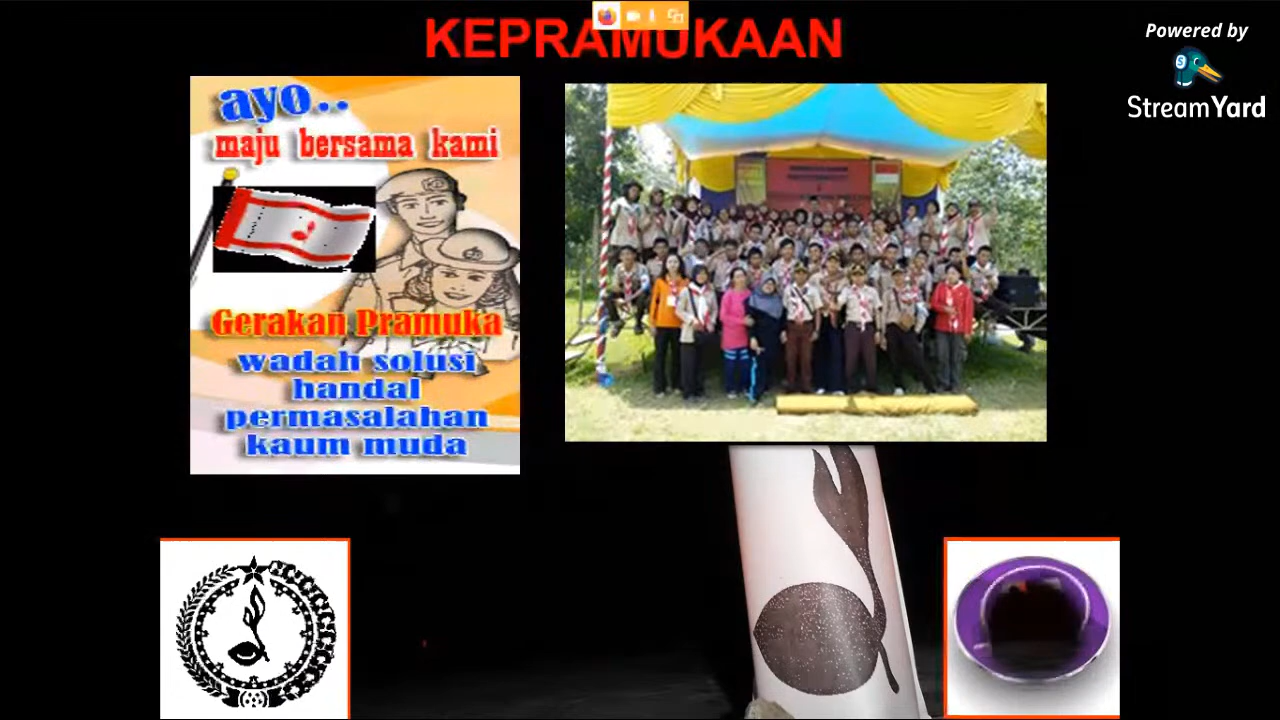 KEPRAMUKAAN
Powered by
StreamYard
ayo..
maju bersama kami
Gerakan Pramuka
wadah solusi
handal
permasalahan
kaum muda